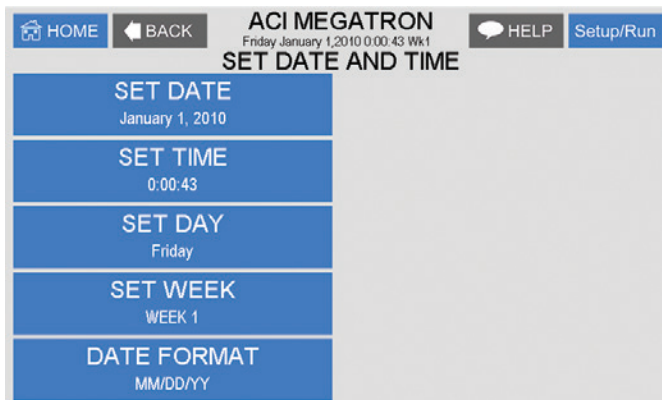 HOME
BACK
ACI MEGATRON
Friday January 1,2010 0:00:43 Wk1
HELP
Setup/Run
SET DATE AND TIME
SET DATE
January 1, 2010
SET TIME
0:00:43
SET DAY
Friday
SET WEEK
WEEK 1
DATE FORMAT
MM/DD/YY